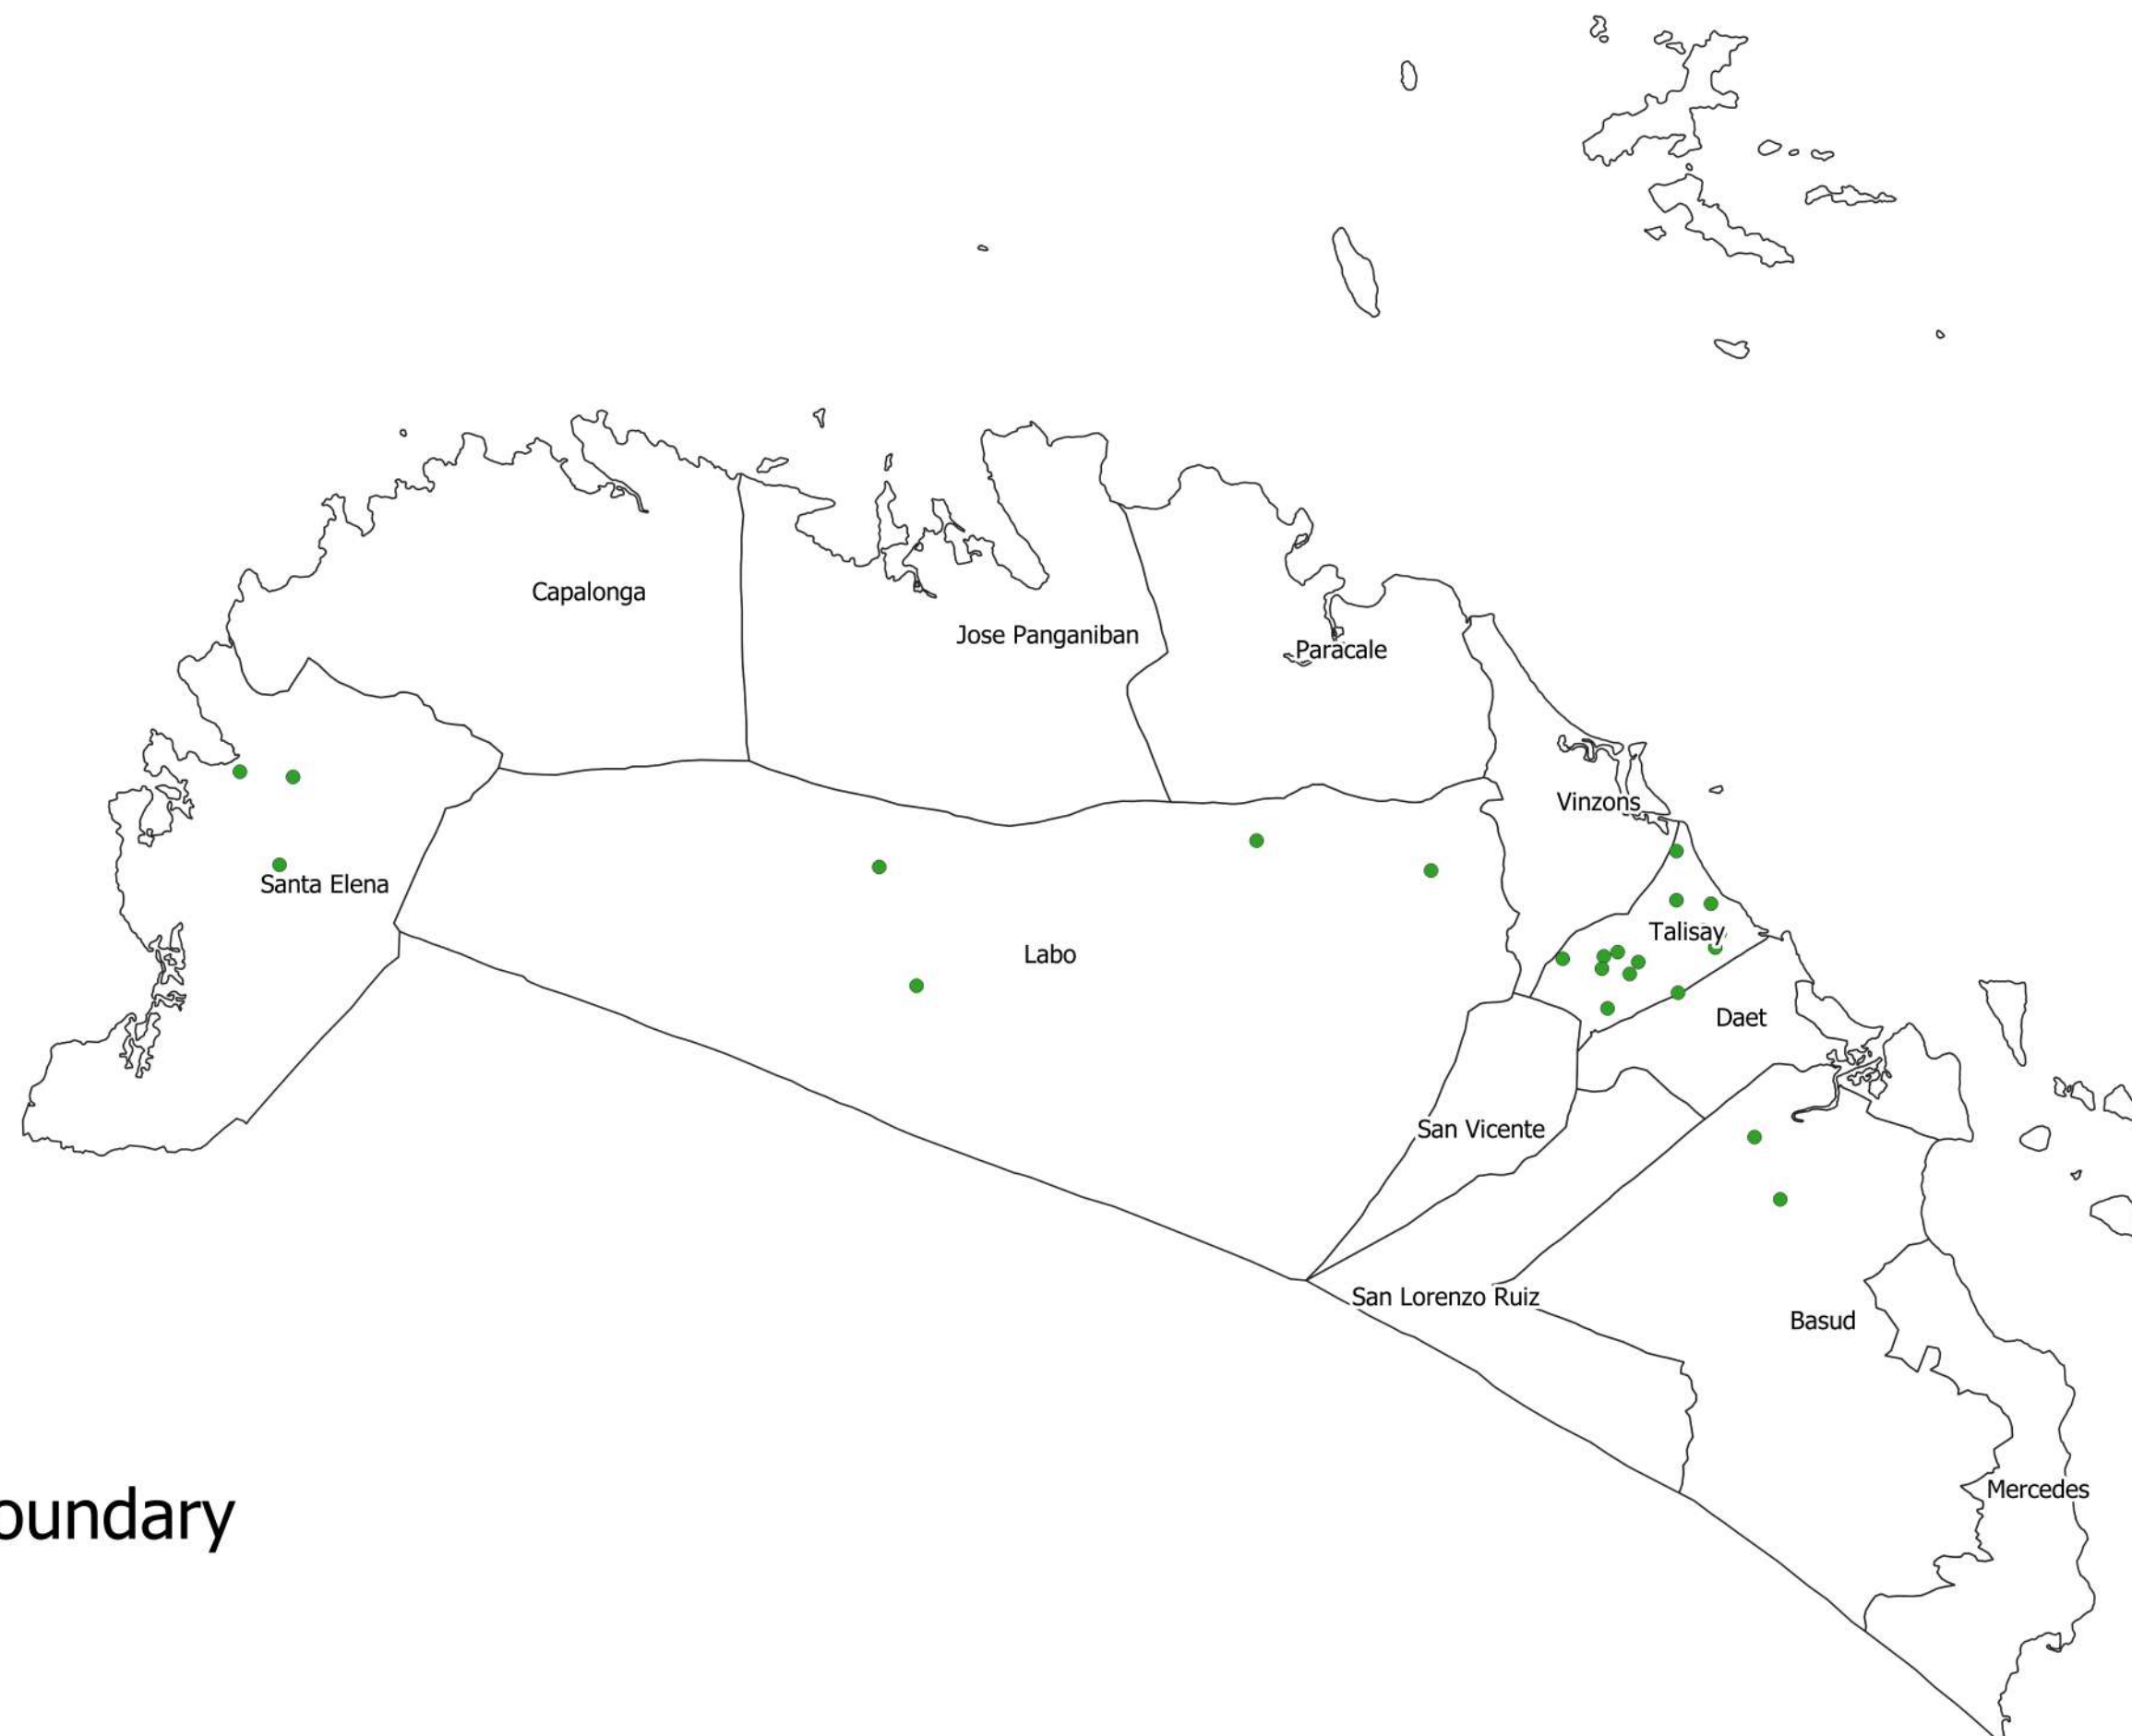 Capalonga
Jose Panganiban
Paracale
Vinzons
Santa Elena
Talisay
Labo
Daet
San Vicente
San Lorenzo Ruiz
Basud
Mercedes
oundary